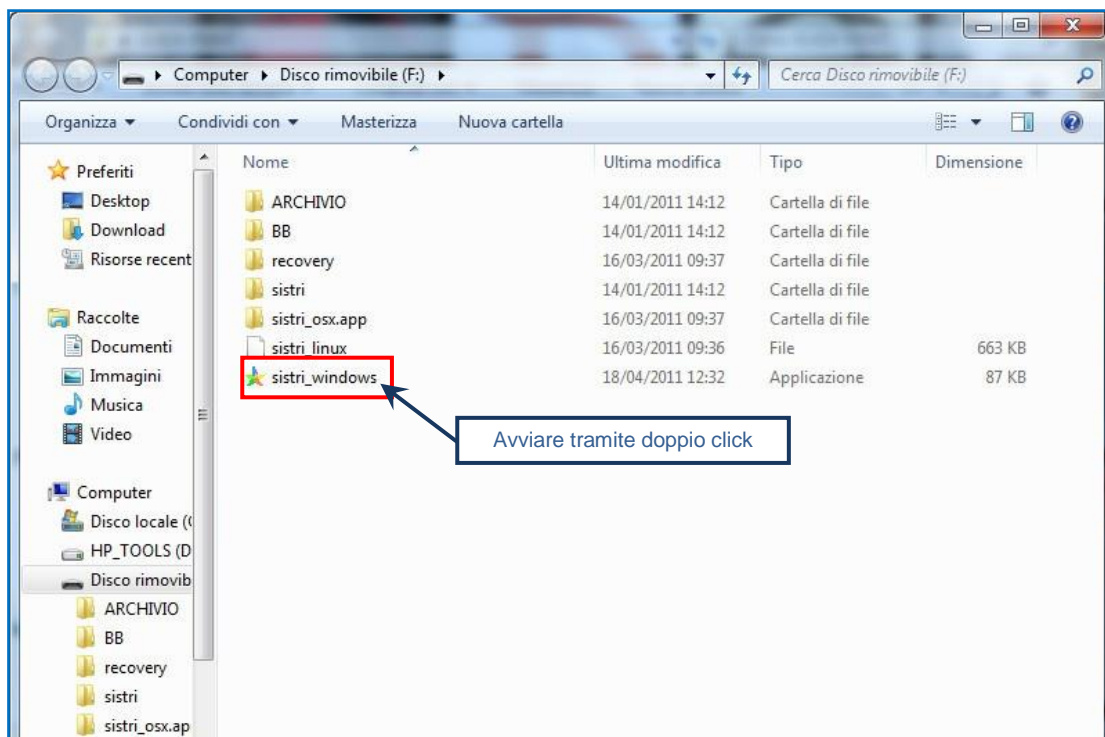 Computer ▸ Disco rimovibile (F:) ▸
Cerca Disco rimovibile (F:)
Organizza
Condividi con
Masterizza
Nuova cartella
Preferiti
Desktop
Download
Risorse recent
Raccolte
Documenti
Immagini
Musica
Video
Computer
Disco locale (
HP_TOOLS (D
Disco rimovib
ARCHIVIO
BB
recovery
sistri
sistri_osx.ap
Nome Ultima modifica Tipo Dimensione
ARCHIVIO 14/01/2011 14:12 Cartella di file
BB 14/01/2011 14:12 Cartella di file
recovery 16/03/2011 09:37 Cartella di file
sistri 14/01/2011 14:12 Cartella di file
sistri_osx.app 16/03/2011 09:37 Cartella di file
sistri_linux 16/03/2011 09:36 File 663 KB
sistri_windows 18/04/2011 12:32 Applicazione 87 KB
Avviare tramite doppio click